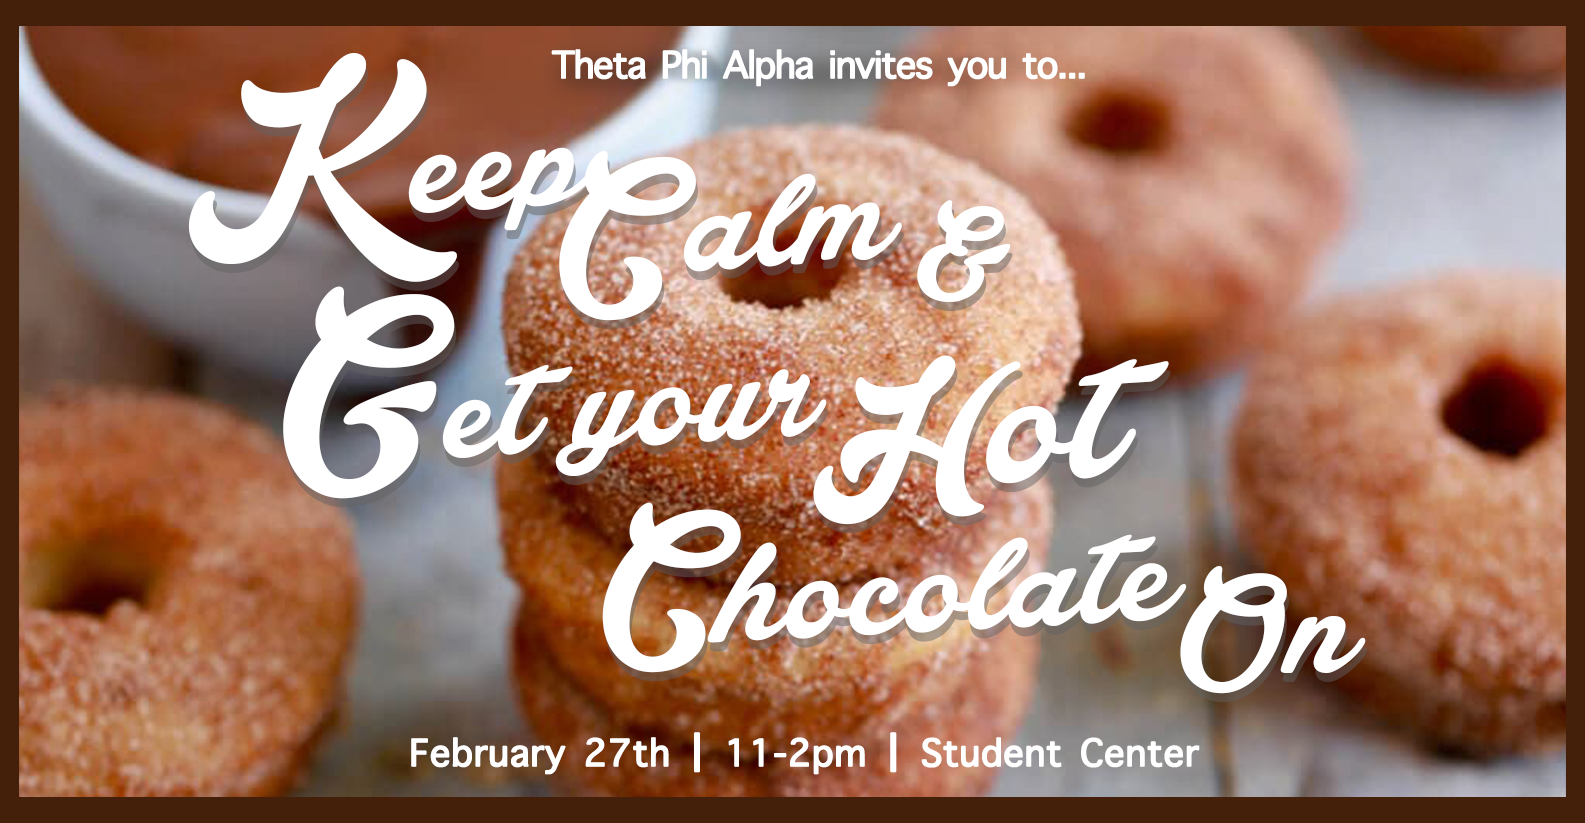 Theta Phi Alpha invites you to...
Keep Calm &
Get your Hot
Chocolate On
February 27th | 11-2pm | Student Center